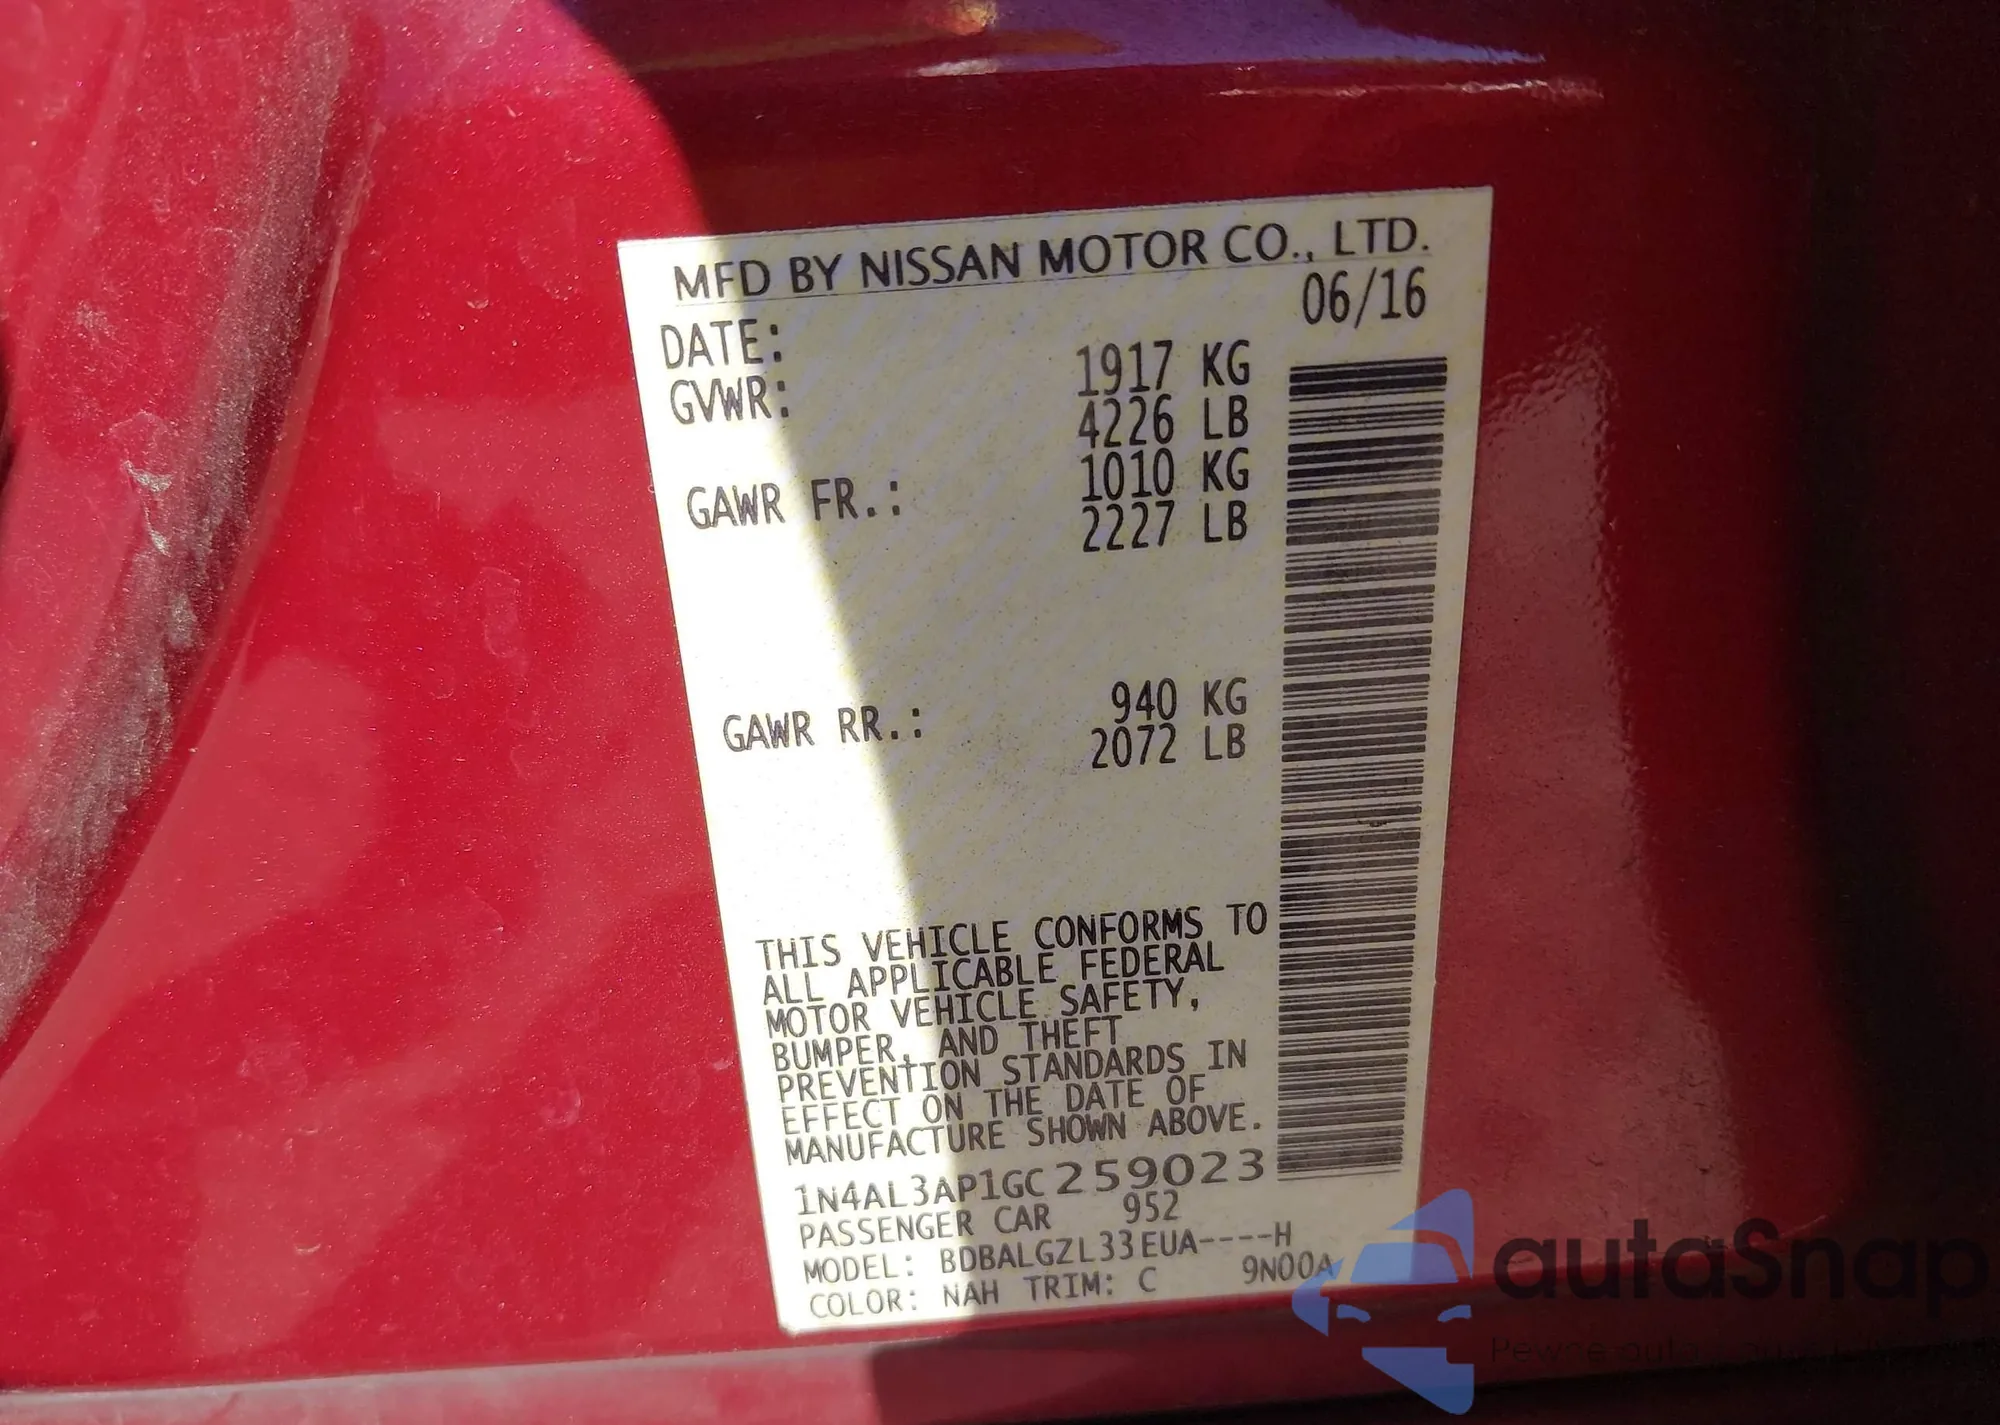 MFD BY NISSAN MOTOR CO., LTD.
DATE: 06/16
GVWR: 1917 KG
4226 LB
GAWR FR.: 1010 KG
2227 LB
GAWR RR.: 940 KG
2072 LB
THIS VEHICLE CONFORMS TO
ALL APPLICABLE FEDERAL
MOTOR VEHICLE SAFETY,
BUMPER, AND THEFT
PREVENTION STANDARDS IN
EFFECT ON THE DATE OF
MANUFACTURE SHOWN ABOVE.
1N4AL3AP1GC259023
PASSENGER CAR 952
MODEL: BDBALGZL33EUA----H
COLOR: NAH TRIM: C 9N00A
autaSnap
Pewne auta